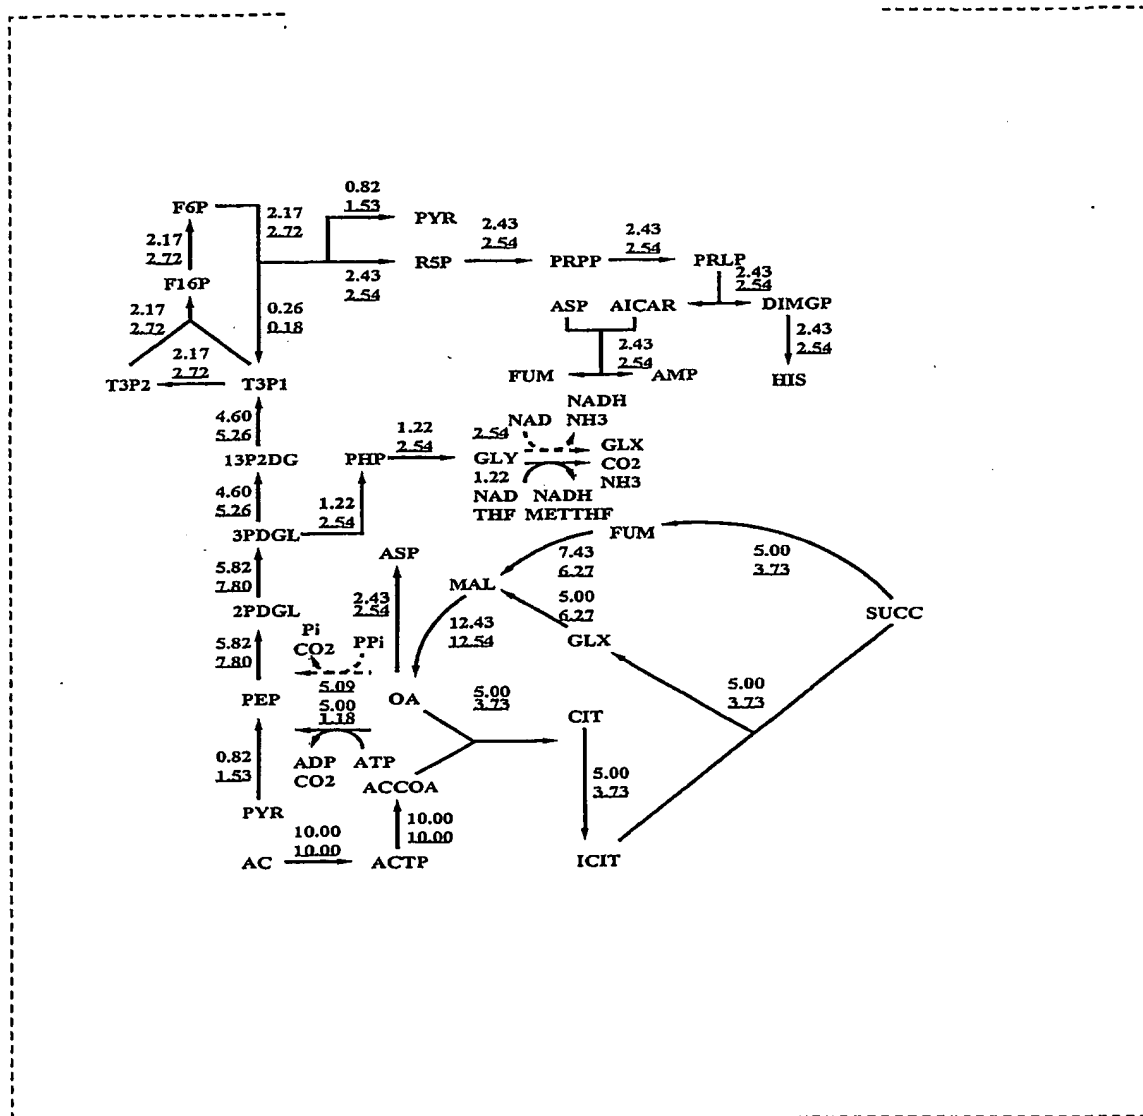 0.82
1.53
F6P
2.17
2.72
PYR
2.43
2.54
2.43
2.54
2.17
2.72
R5P
PRPP
PRLP
2.43
2.54
F16P
2.43
2.54
ASP
AICAR
DIMGP
2.17
2.72
0.26
0.18
2.43
2.54
2.43
2.54
2.17
2.72
T3P2
T3P1
FUM
AMP
HIS
NADH
NH3
4.60
5.26
1.22
2.54
2.54
NAD
13P2DG
PHP
GLY
GLX
CO2
NH3
1.22
NAD
THF
NADH
METTHF
4.60
5.26
1.22
2.54
3PDGL
FUM
ASP
7.43
6.27
5.00
3.73
5.82
7.80
MAL
2.43
2.54
5.00
6.27
2PDGL
SUCC
12.43
12.54
Pi
CO2
PPi
GLX
5.82
7.80
5.09
5.00
1.18
5.00
3.73
5.00
3.73
PEP
OA
CIT
ADP
CO2
ATP
0.82
1.53
ACCOA
5.00
3.73
PYR
10.00
10.00
10.00
10.00
AC
ACTP
ICIT